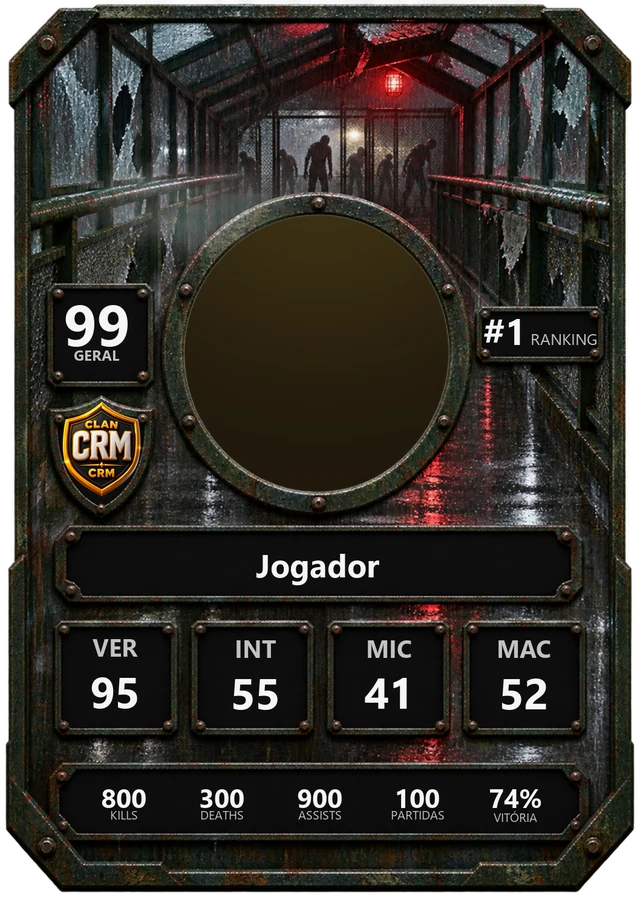 99
GERAL
#1 RANKING
CLAN
CRM
CRM
Jogador
VER INT MIC MAC
95 55 41 52
800 300 900 100 74%
KILLS DEATHS ASSISTS PARTIDAS VITÓRIA